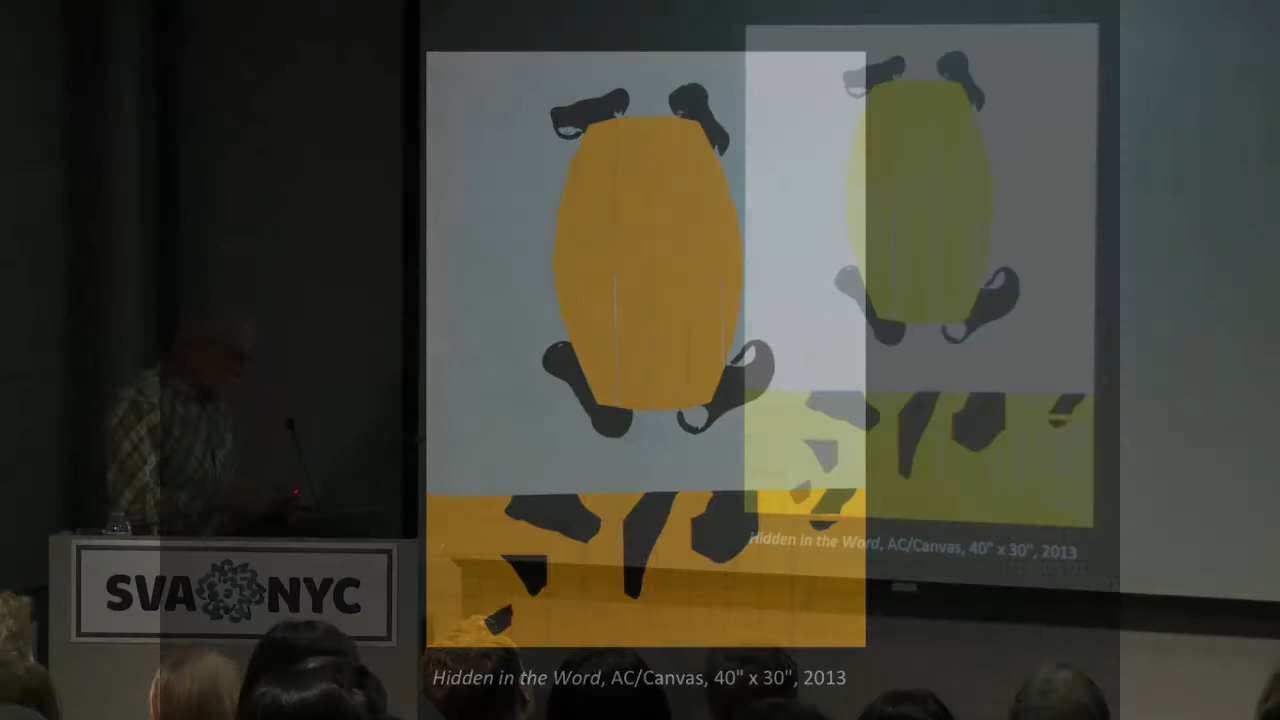 Hidden in the Word, AC/Canvas, 40" x 30", 2013
SVA NYC
Hidden in the Word, AC/Canvas, 40" x 30", 2013